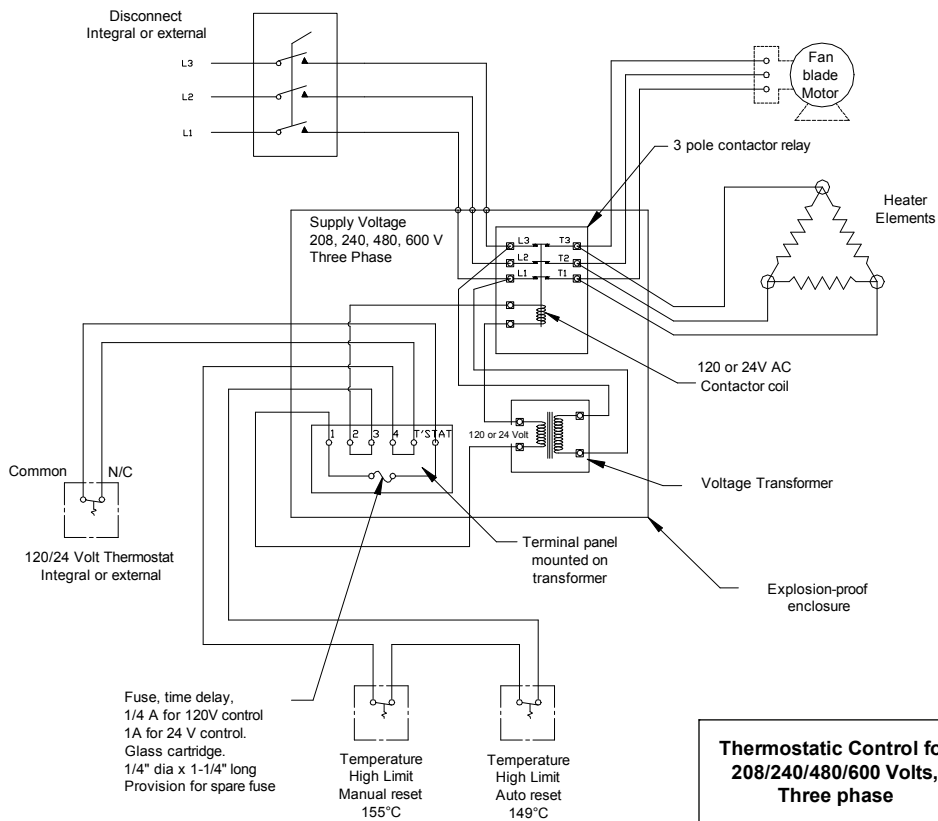 Disconnect
Integral or external
L3
L2
L1
Fan
blade
Motor
3 pole contactor relay
Heater
Elements
Supply Voltage
208, 240, 480, 600 V
Three Phase
L3
T3
L2
T2
L1
T1
120 or 24V AC
Contactor coil
1
2
3
4
T'STAT
120 or 24 Volt
Voltage Transformer
Common
N/C
120/24 Volt Thermostat
Integral or external
Terminal panel
mounted on
transformer
Explosion-proof
enclosure
Fuse, time delay,
1/4 A for 120V control
1A for 24 V control.
Glass cartridge.
1/4" dia x 1-1/4" long
Provision for spare fuse
Temperature
High Limit
Manual reset
155°C
Temperature
High Limit
Auto reset
149°C
Thermostatic Control fo
208/240/480/600 Volts,
Three phase